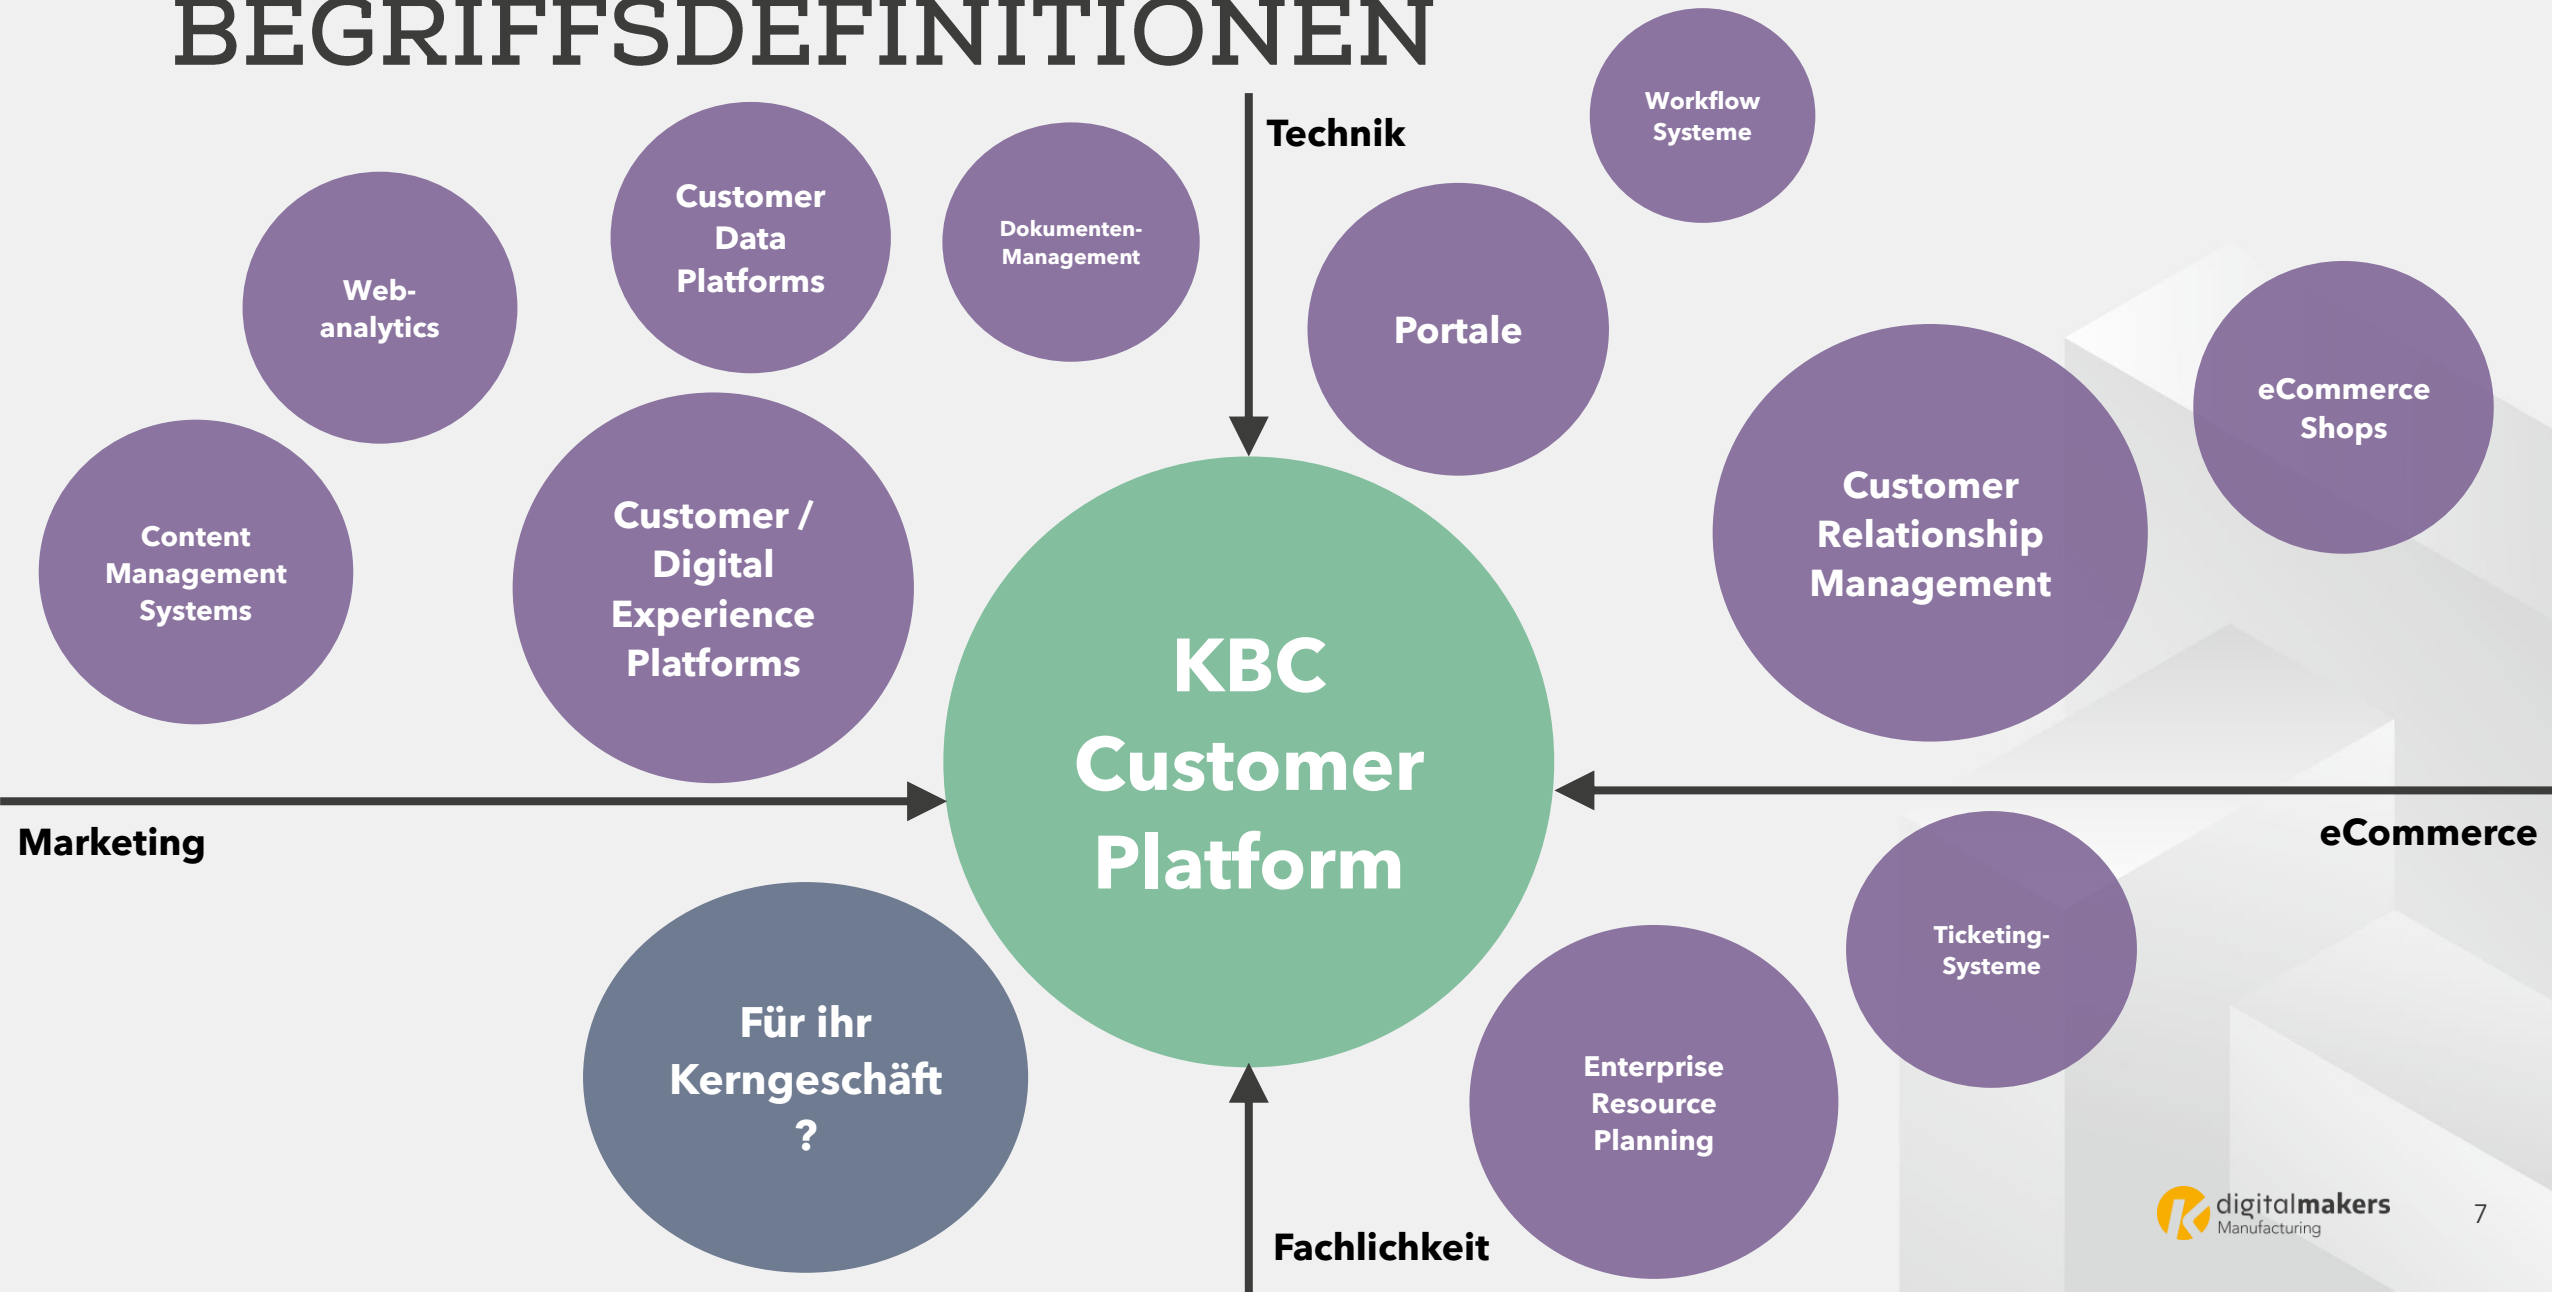 BEGRIFFSDEFINITIONEN
Technik
Workflow
Systeme
Customer
Data
Platforms
Dokumenten-
Management
Web-
analytics
Portale
eCommerce
Shops
Content
Management
Systems
Customer /
Digital
Experience
Platforms
Customer
Relationship
Management
KBC
Customer
Platform
Marketing
eCommerce
Für ihr
Kerngeschäft
?
Ticketing-
Systeme
Enterprise
Resource
Planning
Fachlichkeit
digitalmakers
Manufacturing
7